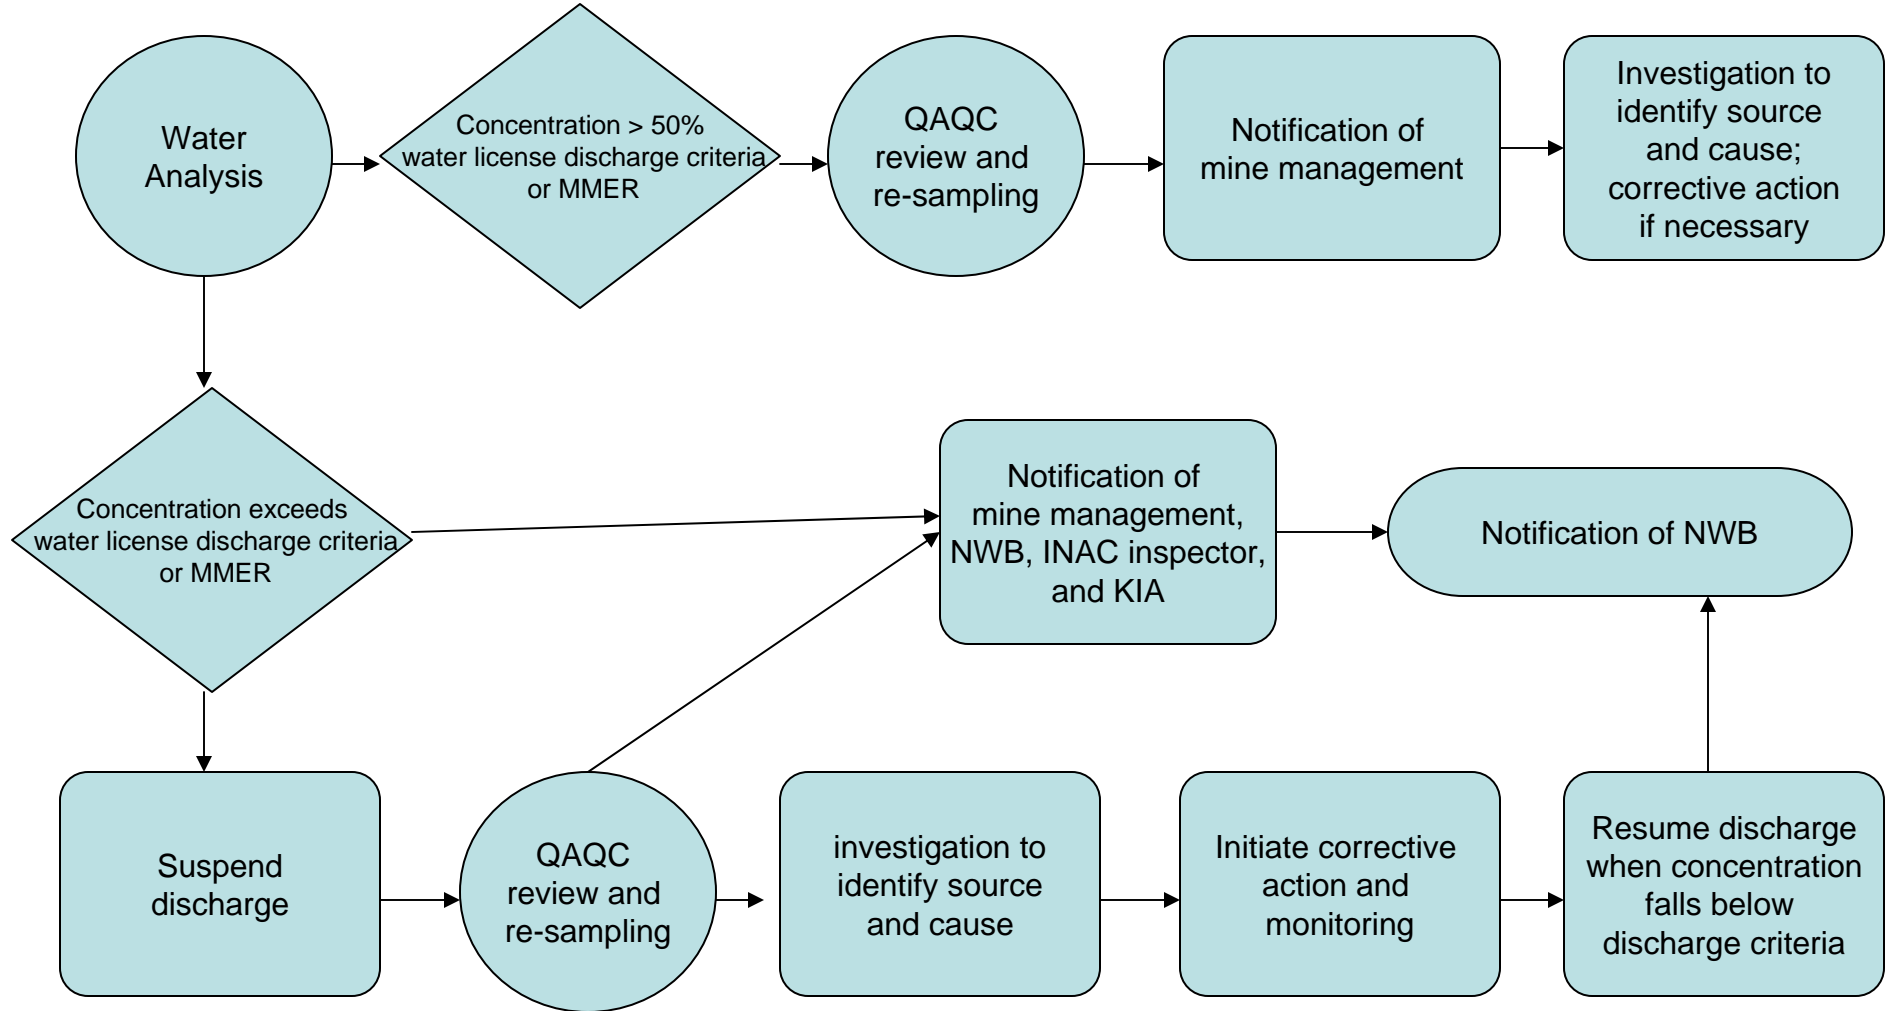 Water
Analysis
Concentration > 50%
water license discharge criteria
or MMER
QAQC
review and
re-sampling
Notification of
mine management
Investigation to
identify source
and cause;
corrective action
if necessary
Concentration exceeds
water license discharge criteria
or MMER
Notification of
mine management,
NWB, INAC inspector,
and KIA
Notification of NWB
Suspend
discharge
QAQC
review and
re-sampling
investigation to
identify source
and cause
Initiate corrective
action and
monitoring
Resume discharge
when concentration
falls below
discharge criteria